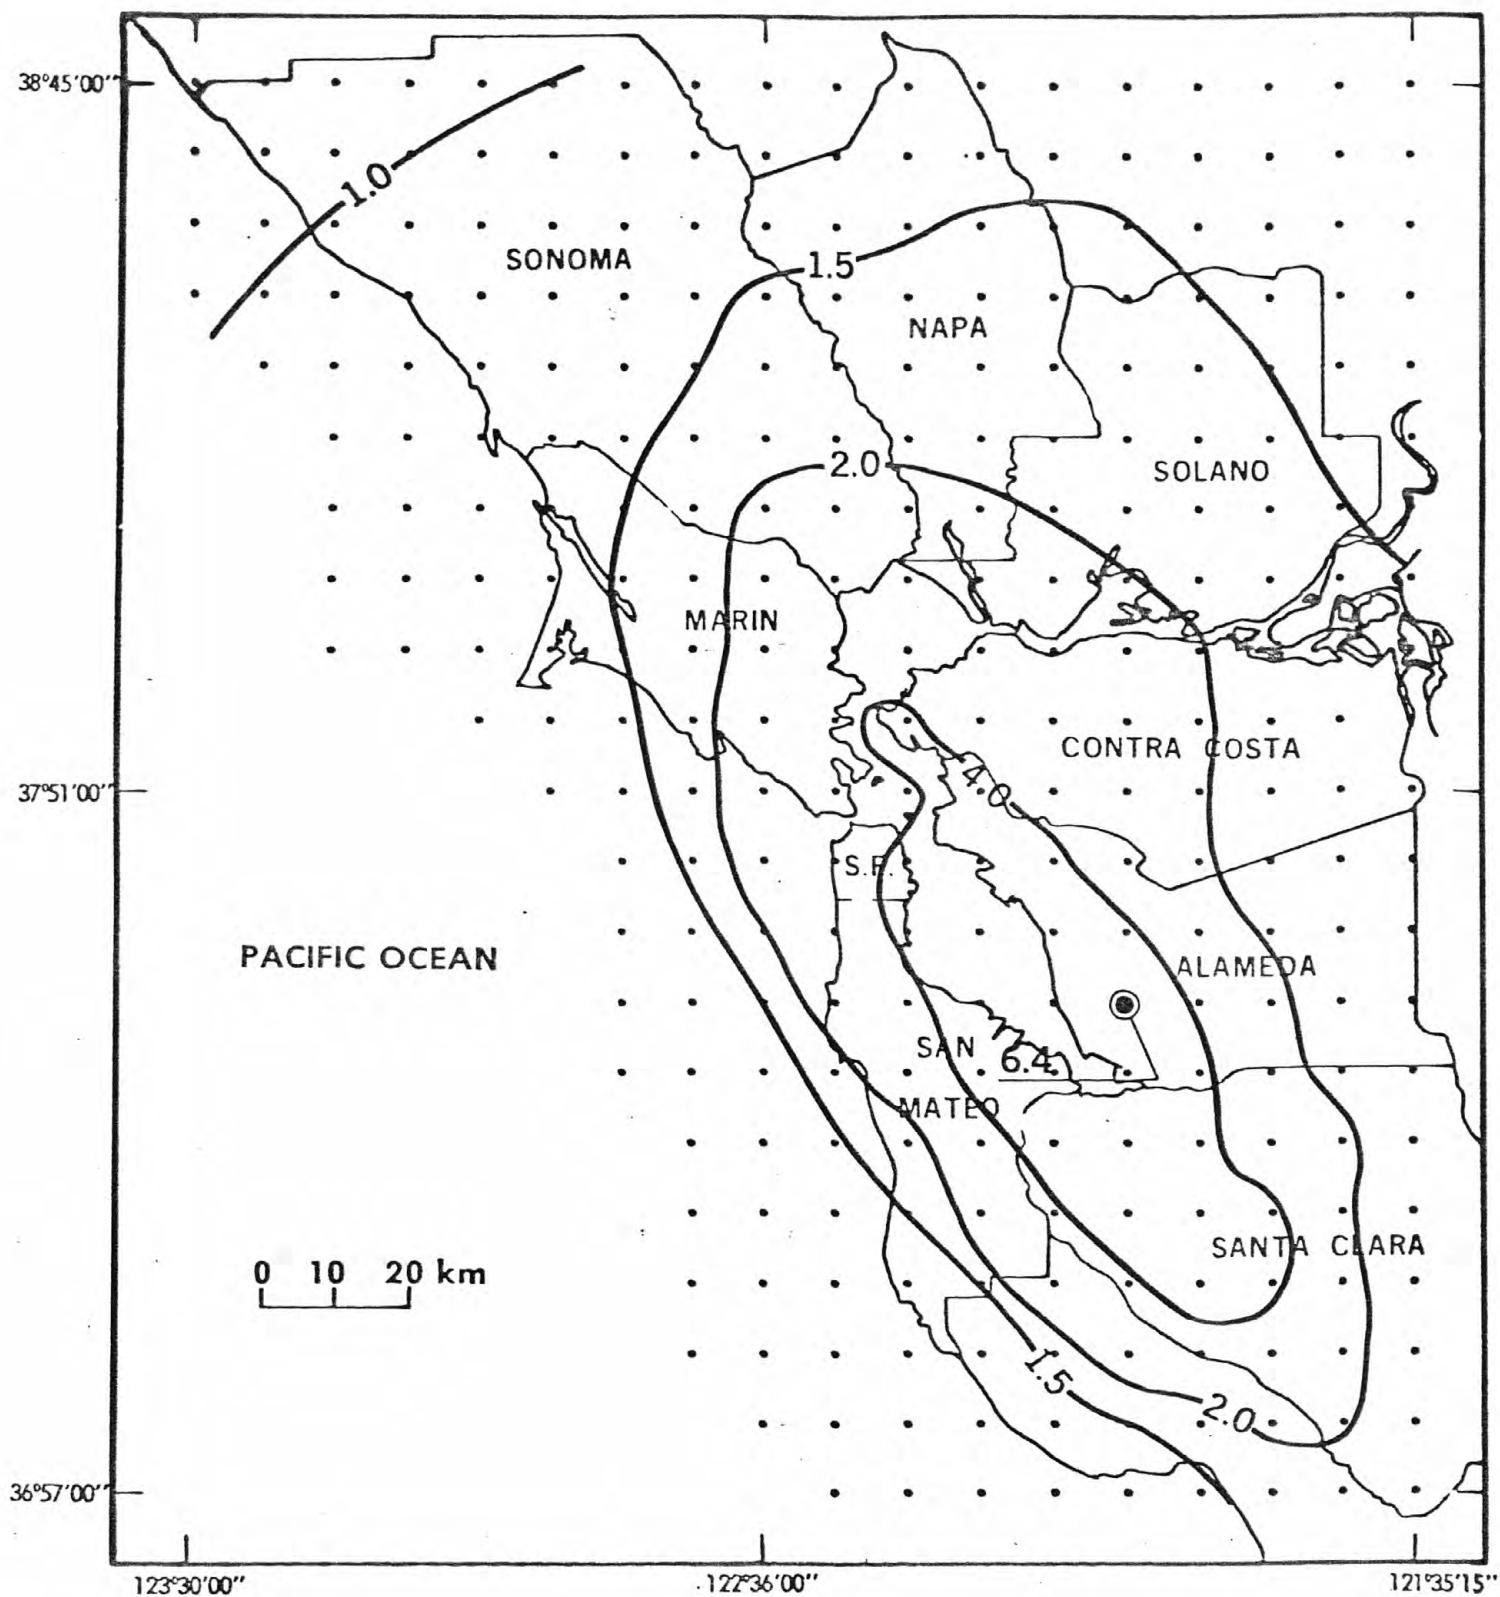 38°45'00"
1.0
SONOMA
1.5
NAPA
2.0
SOLANO
MARIN
CONTRA COSTA
4.0
37°51'00"
S.F.
PACIFIC OCEAN
ALAMEDA
SAN
MATEO
6.4
SANTA CLARA
0 10 20 km
1.5
2.0
36°57'00"
123°30'00"
122°36'00"
121°35'15"